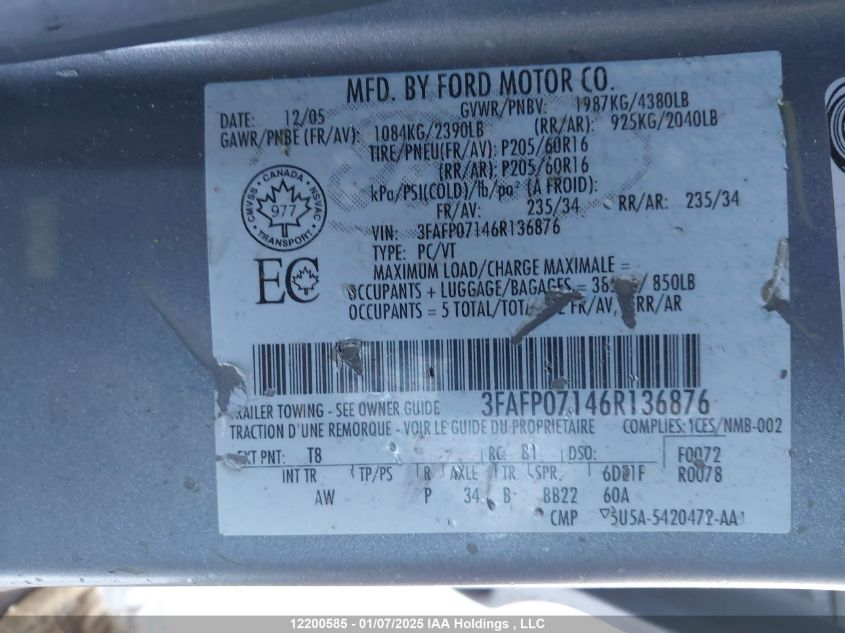 MFD. BY FORD MOTOR CO.
DATE: 12/05 GVWR/PNBV: 1987KG/4380LB
GAWR/PNBE (FR/AV): 1084KG/2390LB (RR/AR): 925KG/2040LB
TIRE/PNEU(FR/AV): P205/60R16
(RR/AR): P205/60R16
kPa/PSI(COLD)/lb/po² (A FROID):
FR/AV: 235/34 RR/AR: 235/34
VIN: 3FAFP07146R136876
TYPE: PC/VT
CMVSS • CANADA • NSVAC
977
TRANSPORT
EC
MAXIMUM LOAD/CHARGE MAXIMALE =
OCCUPANTS + LUGGAGE/BAGAGES = / 850LB
OCCUPANTS = 5 TOTAL/ FR/AV, RR/AR
3FAFP07146R136876
TRAILER TOWING - SEE OWNER GUIDE
TRACTION D'UNE REMORQUE - VOIR LE GUIDE DU PROPRIETAIRE COMPLIES: ICES/NMB-002
EXT PNT: T8 RC: B1 DSO: F0072
INT TR TP/PS R AXLE TR SPR R0078
AW P 34 B BB22 60A
CMP 5U5A-5420472-AA
12200585 - 01/07/2025 IAA Holdings , LLC